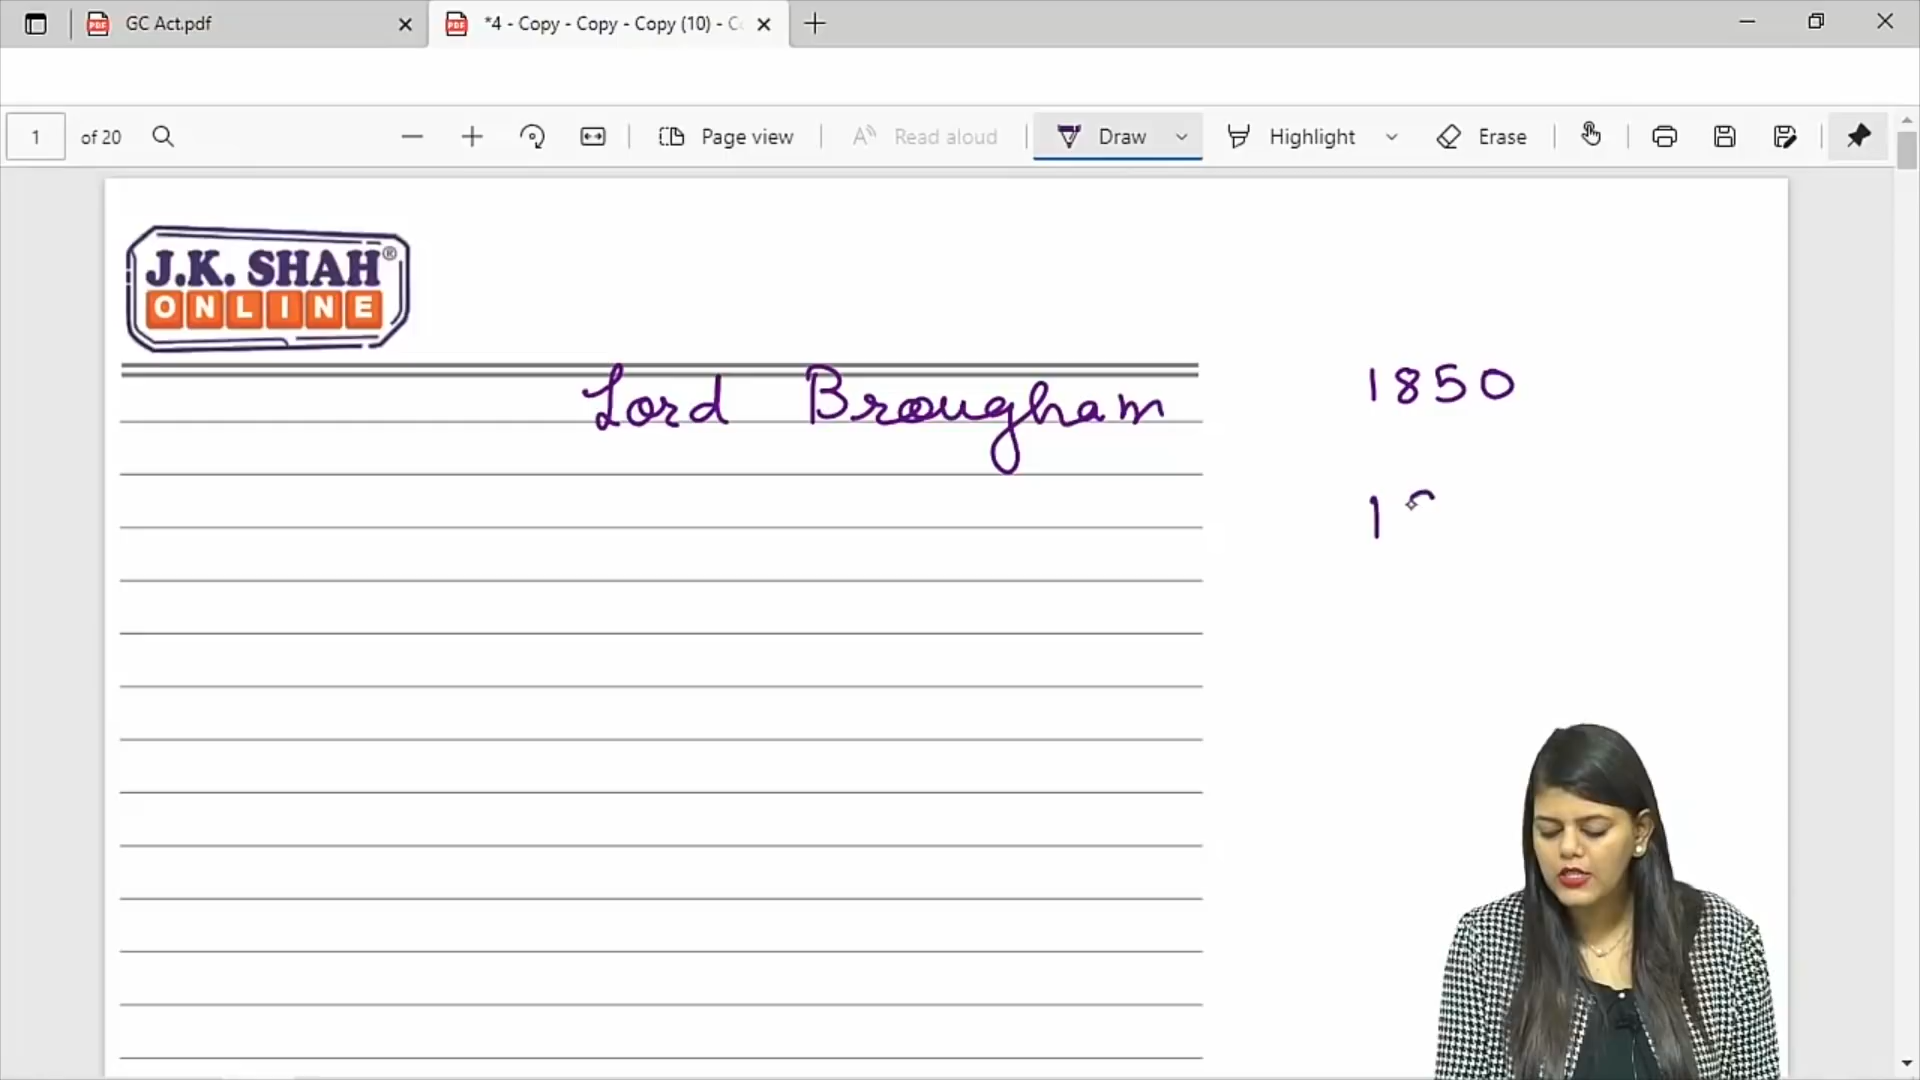 GC Act.pdf
*4 - Copy - Copy - Copy (10) - C
1 of 20
Page view
Read aloud
Draw
Highlight
Erase
J.K. SHAH®
ONLINE
Lord Brougham
1850
1